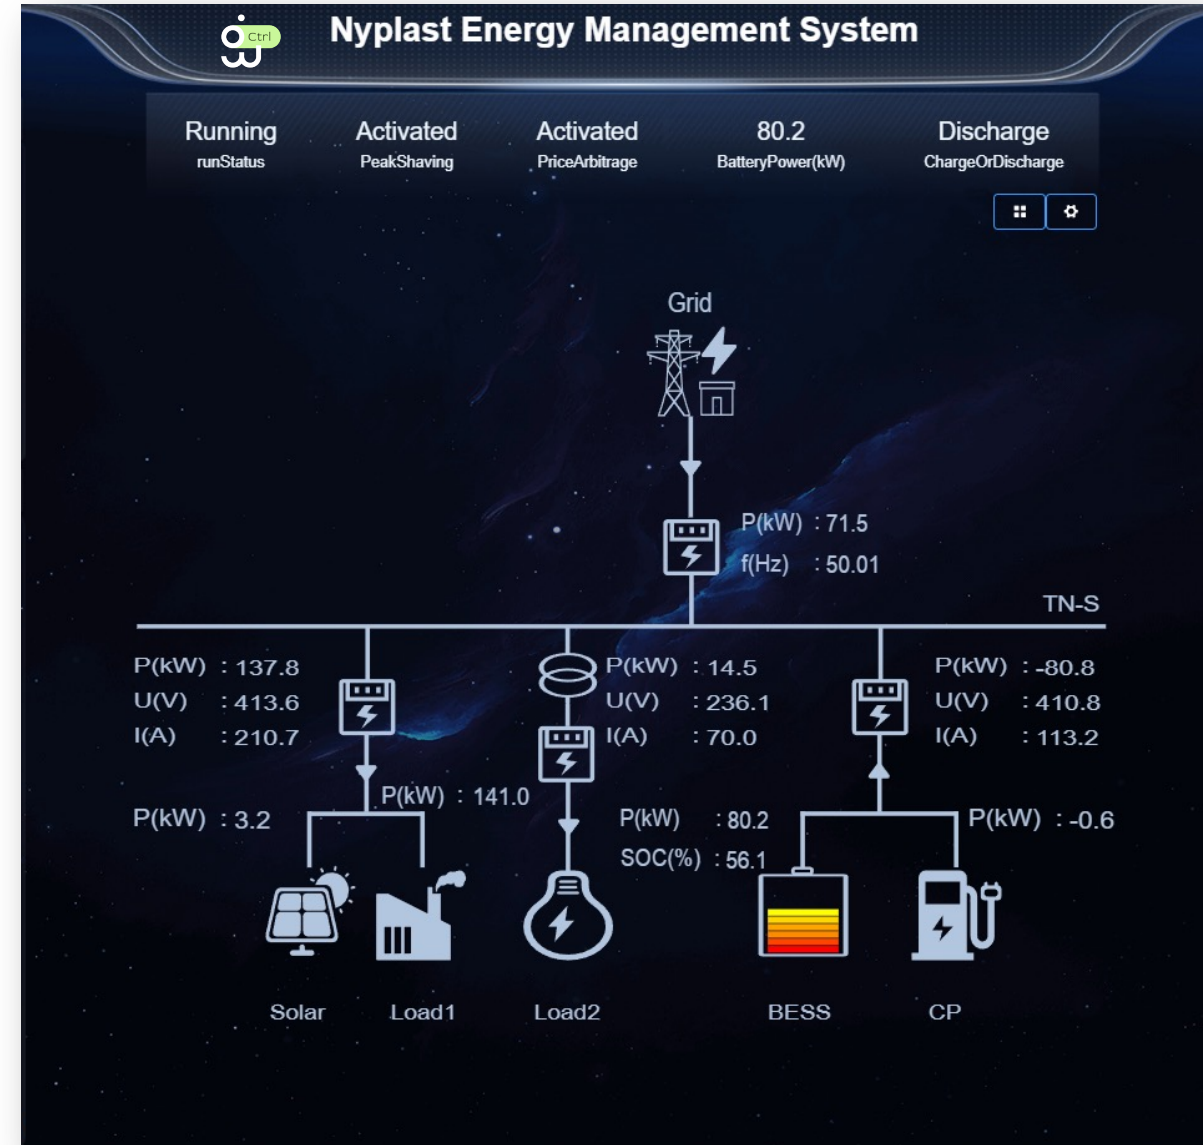 Ctrl
Nyplast Energy Management System
Running Activated Activated 80.2 Discharge
runStatus PeakShaving PriceArbitrage BatteryPower(kW) ChargeOrDischarge
Grid
P(kW) : 71.5
f(Hz) : 50.01
TN-S
P(kW) : 137.8 P(kW) : 14.5 P(kW) : -80.8
U(V) : 413.6 U(V) : 236.1 U(V) : 410.8
I(A) : 210.7 I(A) : 70.0 I(A) : 113.2
P(kW) : 141.0
P(kW) : 3.2 P(kW) : 80.2 P(kW) : -0.6
SOC(%) : 56.1
Solar Load1 Load2 BESS CP